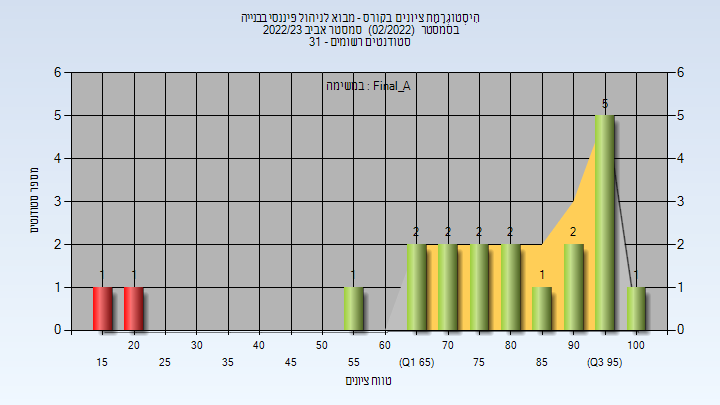 היסטוגרמת ציונים בקורס - מבוא לניהול פיננסי בבנייה
בסמסטר (02/2022) סמסטר אביב 2022/23
סטודנטים רשומים - 31
במשימה : Final_A
6 6
5 5
4 4
3 3
2 2
1 1
0 0
מספר סטודנטים
1 1 1 2 2 2 2 1 2 5 1
20 30 40 50 60 70 80 90 100
15 25 35 45 55 (Q1 65) 75 85 (Q3 95)
טווח ציונים